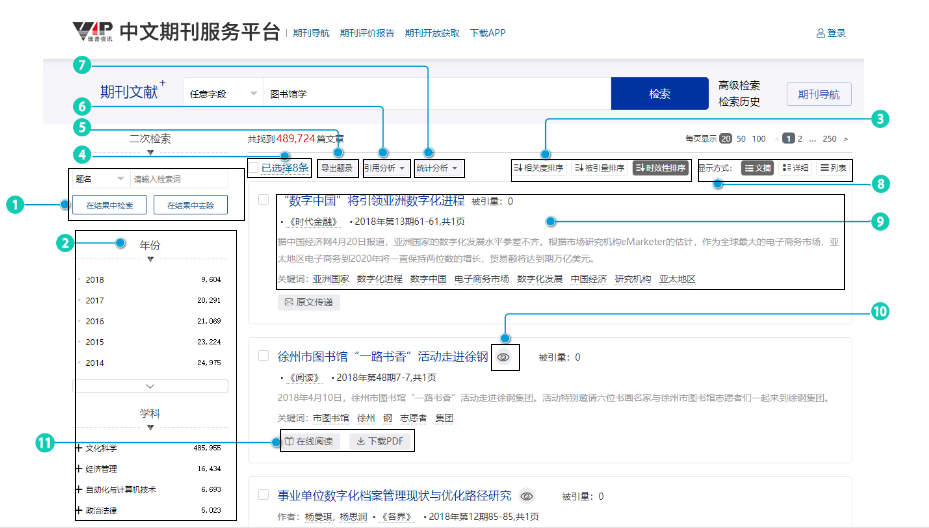 VIP 维普资讯 中文期刊服务平台 | 期刊导航 期刊评价报告 期刊开放获取 下载APP 登录
7
期刊文献+ 任意字段 图书馆学 检索 高级检索 检索历史 期刊导航
6
5
3
二次检索 共找到489,724篇文章 每页显示 20 50 100 < 1 2 ... 250 >
4
已选择8条 导出题录 引用分析 统计分析 相关度排序 被引量排序 时效性排序 显示方式: 文摘 详细 列表
8
题名 请输入检索词
1
在结果中检索 在结果中去除
“数字中国”将引领亚洲数字化进程 被引量：0
9
·《时代金融》 ·2018年第13期61-61,共1页
2
年份
据中国经济网4月20日报道，亚洲国家的数字化发展水平参差不齐。根据市场研究机构eMarketer的估计，作为全球最大的电子商务市场，亚
太地区电子商务到2020年将一直保持两位数的增长，贸易额将达到期万亿美元。
关键词：亚洲国家 数字化进程 数字中国 电子商务市场 数字化发展 中国经济 研究机构 亚太地区
原文传递
2018 9,604
2017 20,291
2016 21,069
2015 23,224
2014 24,975
10
徐州市图书馆“一路书香”活动走进徐钢 被引量：0
·《阅读》 ·2018年第48期7-7,共1页
2018年4月10日，徐州市图书馆“一路书香”活动走进徐钢集团。活动特别邀请六位书画名家与徐州市图书馆志愿者们一起来到徐钢集团。
关键词：市图书馆 徐州 钢 志愿者 集团
学科
11
在线阅读 下载PDF
文化科学 485,955
经济管理 16,434
自动化与计算机技术 6,693
政治法律 5,023
事业单位数字化档案管理现状与优化路径研究 被引量：0
作者：杨曼琪，杨思润 ·《各界》 ·2018年第12期85-85,共1页